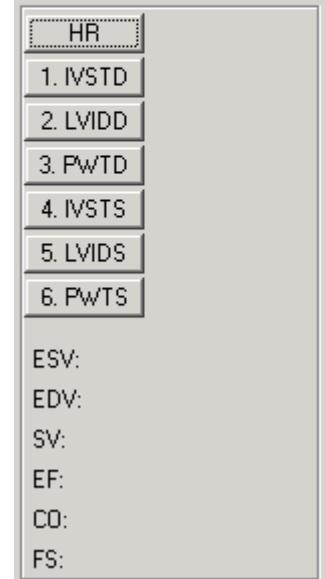 HR
1. IVSTD
2. LVIDD
3. PWTD
4. IVSTS
5. LVIDS
6. PWTS
ESV:
EDV:
SV:
EF:
CO:
FS: